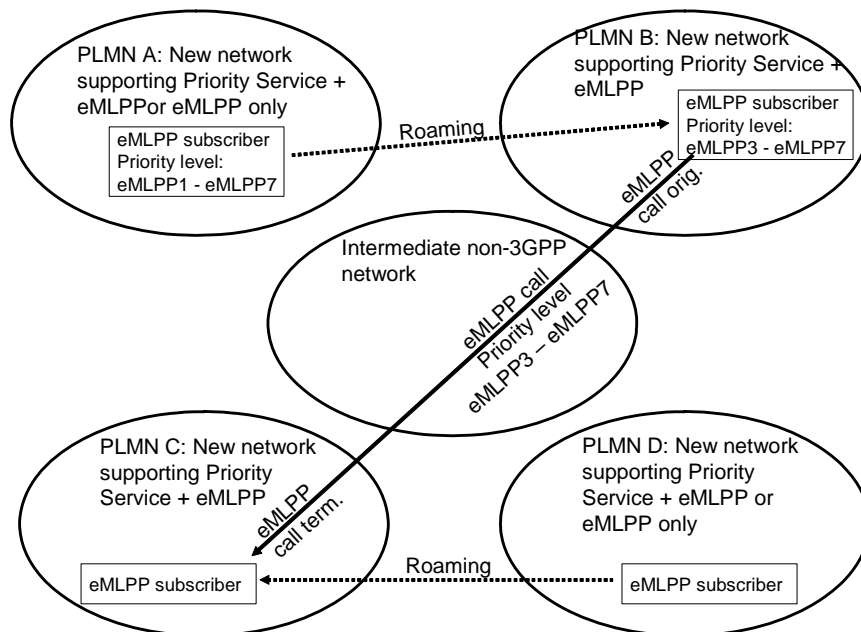 PLMN A: New network
supporting Priority Service +
eMLPPor eMLPP only
eMLPP subscriber
Priority level:
eMLPP1 - eMLPP7
Roaming
PLMN B: New network
supporting Priority Service +
eMLPP
eMLPP subscriber
Priority level:
eMLPP3 - eMLPP7
eMLPP
call orig.
Intermediate non-3GPP
network
eMLPP call
Priority level
eMLPP3 – eMLPP7
PLMN C: New network
supporting Priority
Service + eMLPP
eMLPP
call term.
eMLPP subscriber
Roaming
PLMN D: New network
supporting Priority
Service + eMLPP or
eMLPP only
eMLPP subscriber